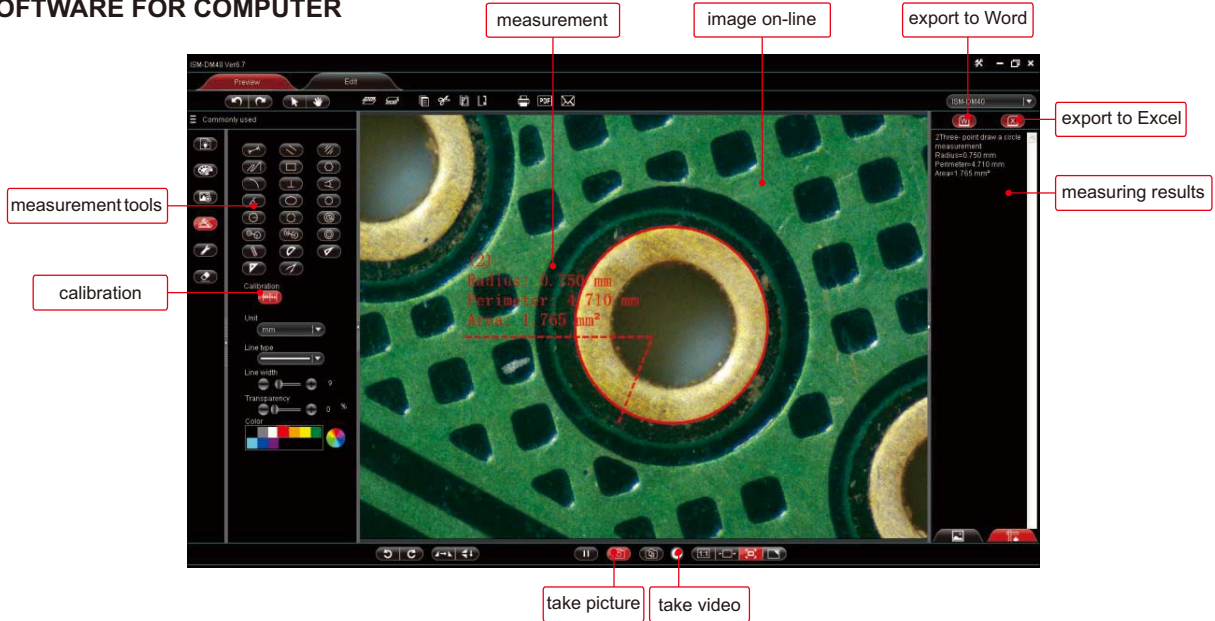 OFTWARE FOR COMPUTER
measurement
image on-line
export to Word
ISM-DM40 Ver6.7
Preview
Edit
PDF
ISM-DM40
Commonly used
W
X
export to Excel
2Three- point draw a circle
measurement
Radius=0.750 mm
Perimeter=4.710 mm
Area=1.765 mm²
measuring results
measurement tools
(2)
Radius: 0.750 mm
Perimeter: 4.710 mm
Area: 1.765 mm²
Calibration
calibration
Unit
mm
Line type
Line width
9
Transparency
0 %
Color
1:1
take picture
take video